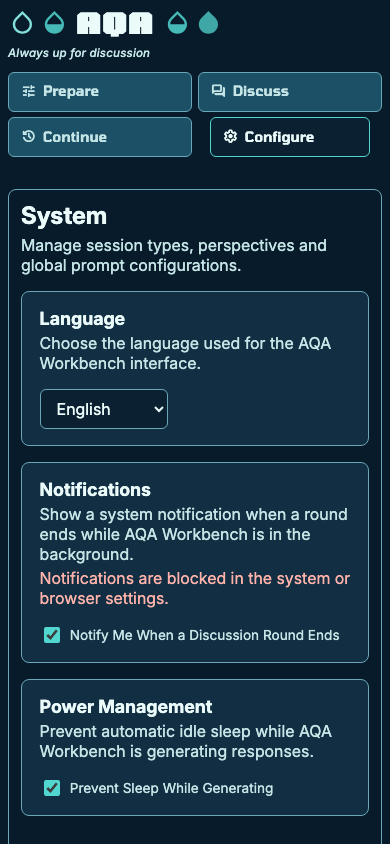 AQA
Always up for discussion
Prepare
Discuss
Continue
Configure
System
Manage session types, perspectives and
global prompt configurations.
Language
Choose the language used for the AQA
Workbench interface.
English
Notifications
Show a system notification when a round
ends while AQA Workbench is in the
background.
Notifications are blocked in the system or
browser settings.
Notify Me When a Discussion Round Ends
Power Management
Prevent automatic idle sleep while AQA
Workbench is generating responses.
Prevent Sleep While Generating